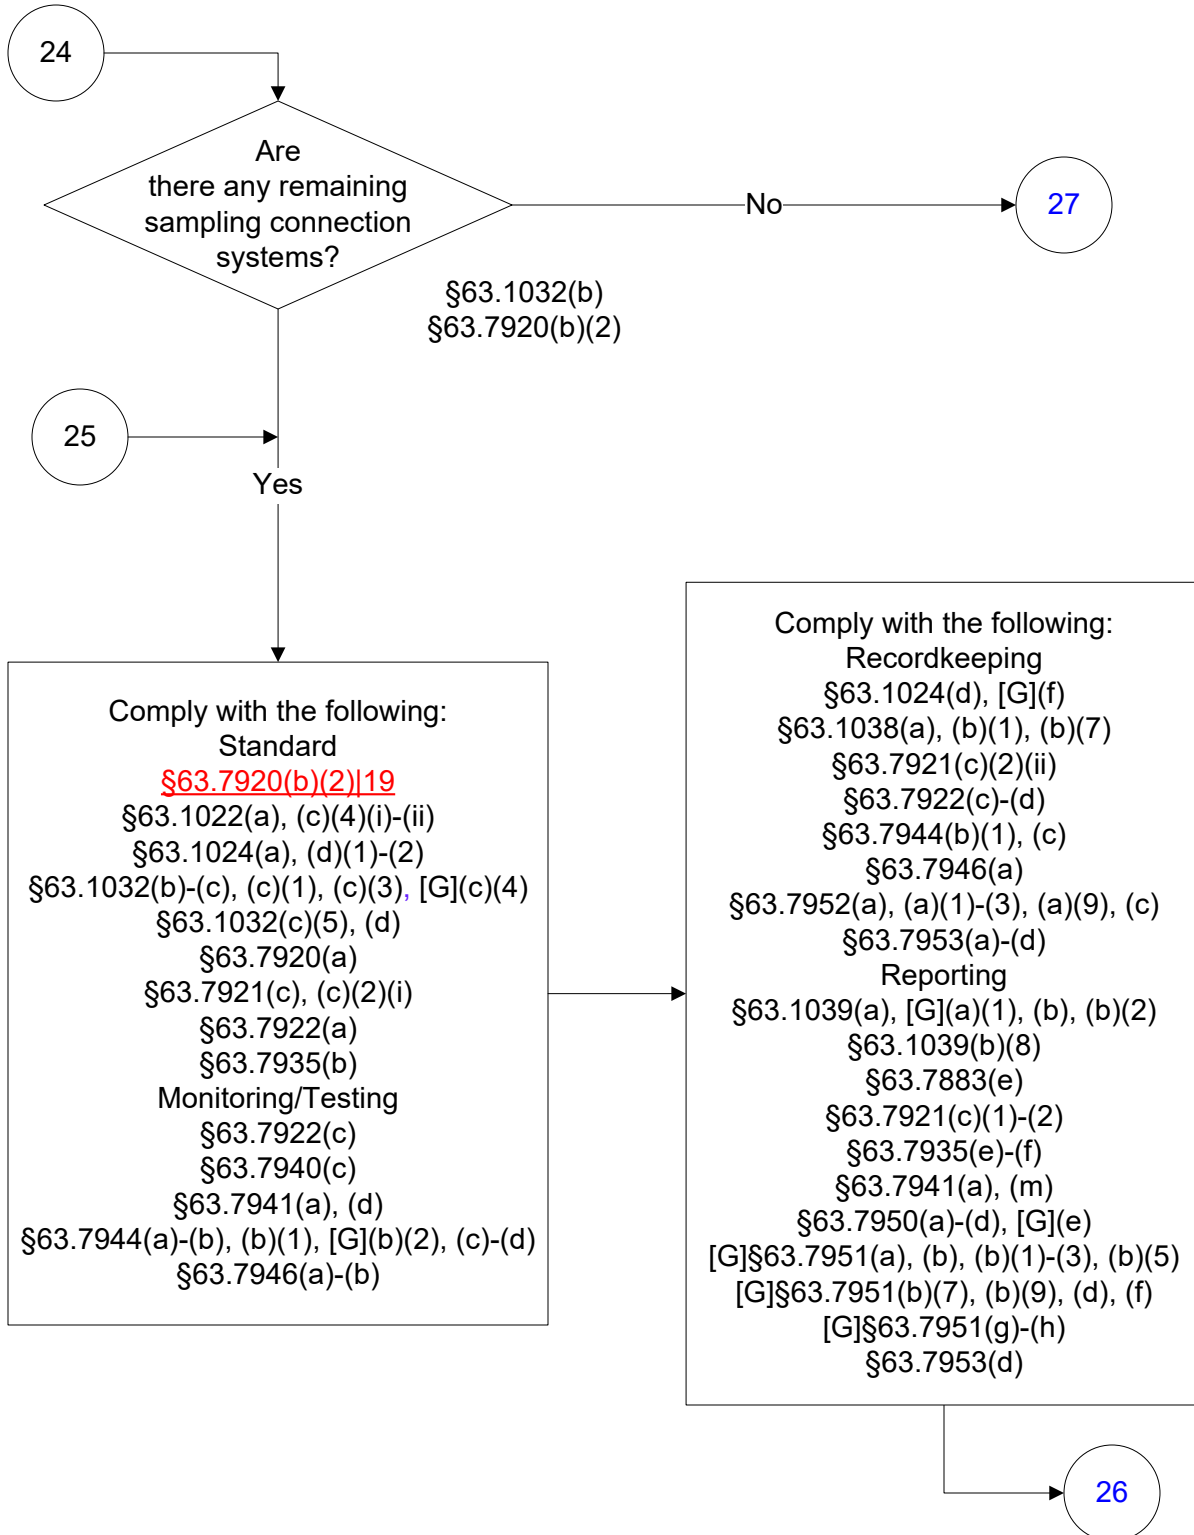 24
Are
there any remaining
sampling connection
systems?
No
27
§63.1032(b)
§63.7920(b)(2)
25
Yes
Comply with the following:
Standard
§63.7920(b)(2)|19
§63.1022(a), (c)(4)(i)-(ii)
§63.1024(a), (d)(1)-(2)
§63.1032(b)-(c), (c)(1), (c)(3), [G](c)(4)
§63.1032(c)(5), (d)
§63.7920(a)
§63.7921(c), (c)(2)(i)
§63.7922(a)
§63.7935(b)
Monitoring/Testing
§63.7922(c)
§63.7940(c)
§63.7941(a), (d)
§63.7944(a)-(b), (b)(1), [G](b)(2), (c)-(d)
§63.7946(a)-(b)
Comply with the following:
Recordkeeping
§63.1024(d), [G](f)
§63.1038(a), (b)(1), (b)(7)
§63.7921(c)(2)(ii)
§63.7922(c)-(d)
§63.7944(b)(1), (c)
§63.7946(a)
§63.7952(a), (a)(1)-(3), (a)(9), (c)
§63.7953(a)-(d)
Reporting
§63.1039(a), [G](a)(1), (b), (b)(2)
§63.1039(b)(8)
§63.7883(e)
§63.7921(c)(1)-(2)
§63.7935(e)-(f)
§63.7941(a), (m)
§63.7950(a)-(d), [G](e)
[G]§63.7951(a), (b), (b)(1)-(3), (b)(5)
[G]§63.7951(b)(7), (b)(9), (d), (f)
[G]§63.7951(g)-(h)
§63.7953(d)
26